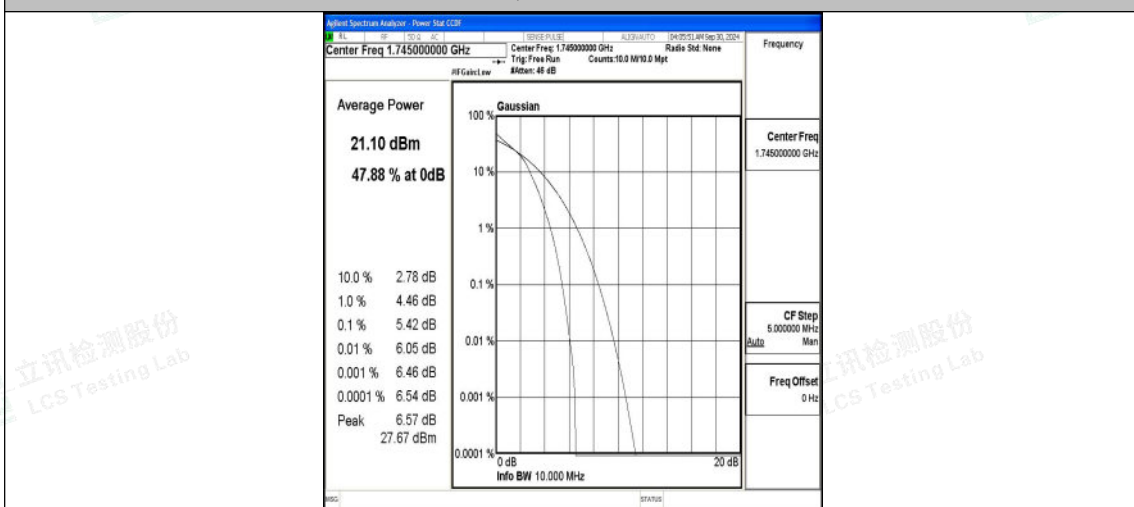 Agilent Spectrum Analyzer - Power Stat CCDF
RL RF 50 Ω AC SENSE:PULSE ALIGNAUTO 04:05:51 AM Sep 30, 2024
Center Freq 1.745000000 GHz
Center Freq: 1.745000000 GHz Radio Std: None
Trig: Free Run Counts:10.0 M/10.0 Mpt
#IFGain:Low #Atten: 46 dB
Frequency
Average Power
21.10 dBm
47.88 % at 0dB
10.0 % 2.78 dB
1.0 % 4.46 dB
0.1 % 5.42 dB
0.01 % 6.05 dB
0.001 % 6.46 dB
0.0001 % 6.54 dB
Peak 6.57 dB
27.67 dBm
Gaussian
100 %
10 %
1 %
0.1 %
0.01 %
0.001 %
0.0001 %
0 dB 20 dB
Info BW 10.000 MHz
Center Freq
1.745000000 GHz
CF Step
5.000000 MHz
Auto Man
Freq Offset
0 Hz
MSG STATUS
立讯检测股份
LCS Testing Lab
立讯检测股份
LCS Testing Lab